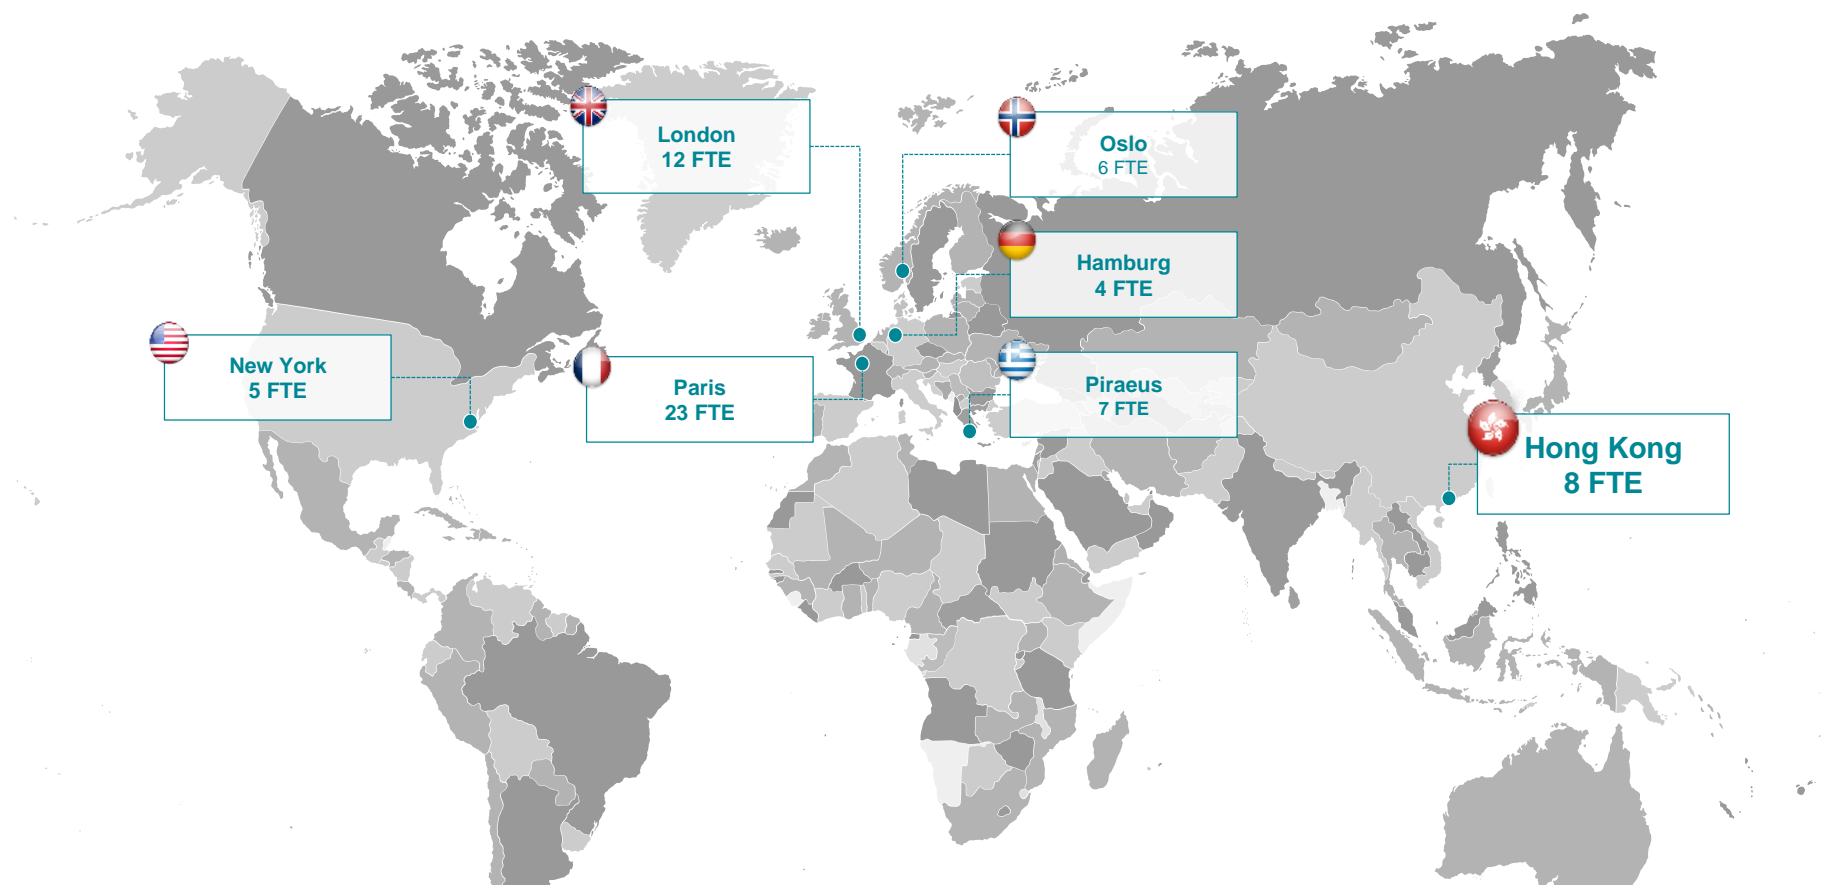 London
12 FTE
Oslo
6 FTE
Hamburg
4 FTE
New York
5 FTE
Paris
23 FTE
Piraeus
7 FTE
Hong Kong
8 FTE